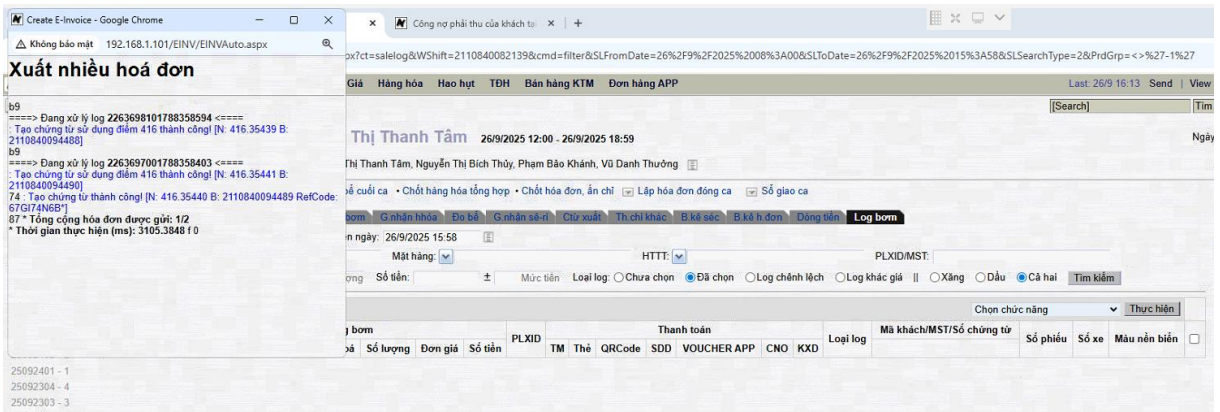 Create E-Invoice - Google Chrome
Không bảo mật 192.168.1.101/EINV/EINVAuto.aspx
Xuất nhiều hoá đơn
b9
====> Đang xử lý log 2263698101788358594 <====
: Tạo chứng từ sử dụng điểm 416 thành công! [N: 416.35439 B:
2110840094488]
b9
====> Đang xử lý log 2263697001788358403 <====
: Tạo chứng từ sử dụng điểm 416 thành công! [N: 416.35441 B:
2110840094490]
74 : Tạo chứng từ thành công! [N: 416.35440 B: 2110840094489 RefCode:
67GI74N6B*]
87 * Tổng cộng hóa đơn được gửi: 1/2
* Thời gian thực hiện (ms): 3105.3848 f 0
Công nợ phải thu của khách tại
px?ct=salelog&WShift=2110840082139&cmd=filter&SLFromDate=26%2F9%2F2025%2008%3A00&SLToDate=26%2F9%2F2025%2015%3A58&SLSearchType=2&PrdGrp=<>%27-1%27
Giá Hàng hóa Hao hụt TĐH Bán hàng KTM Đơn hàng APP Last: 26/9 16:13 Send | View
[Search] Tìm
Thị Thanh Tâm 26/9/2025 12:00 - 26/9/2025 18:59 Ngày
Thị Thanh Tâm, Nguyễn Thị Bích Thủy, Phạm Bảo Khánh, Vũ Danh Thưởng
bể cuối ca • Chốt hàng hóa tổng hợp • Chốt hóa đơn, ấn chỉ Lập hóa đơn đóng ca Sổ giao ca
bơm G.nhận hhóa Đo bể G.nhận sê-ri Ctừ xuất Th.chi khác B.kê séc B.kê h.đơn Dòng tiền Log bơm
n ngày: 26/9/2025 15:58
Mặt hàng: HTTT: PLXID/MST:
ợng Số tiền: ± Mức tiền Loại log: Chưa chọn Đã chọn Log chênh lệch Log khác giá || Xăng Dầu Cả hai Tìm kiếm
Chọn chức năng Thực hiện
g bơm PLXID Thanh toán Loại log Mã khách/MST/Số chứng từ Số phiếu Số xe Màu nền biển
oá Số lượng Đơn giá Số tiền TM Thẻ QRCode SDD VOUCHER APP CNO KXD
25092401 - 1
25092304 - 4
25092303 - 3